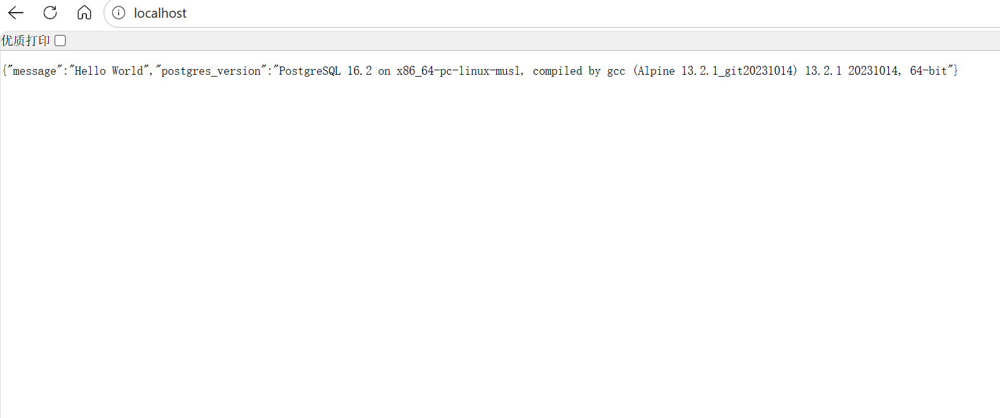 localhost
优质打印
{"message":"Hello World","postgres_version":"PostgreSQL 16.2 on x86_64-pc-linux-musl, compiled by gcc (Alpine 13.2.1_git20231014) 13.2.1 20231014, 64-bit"}